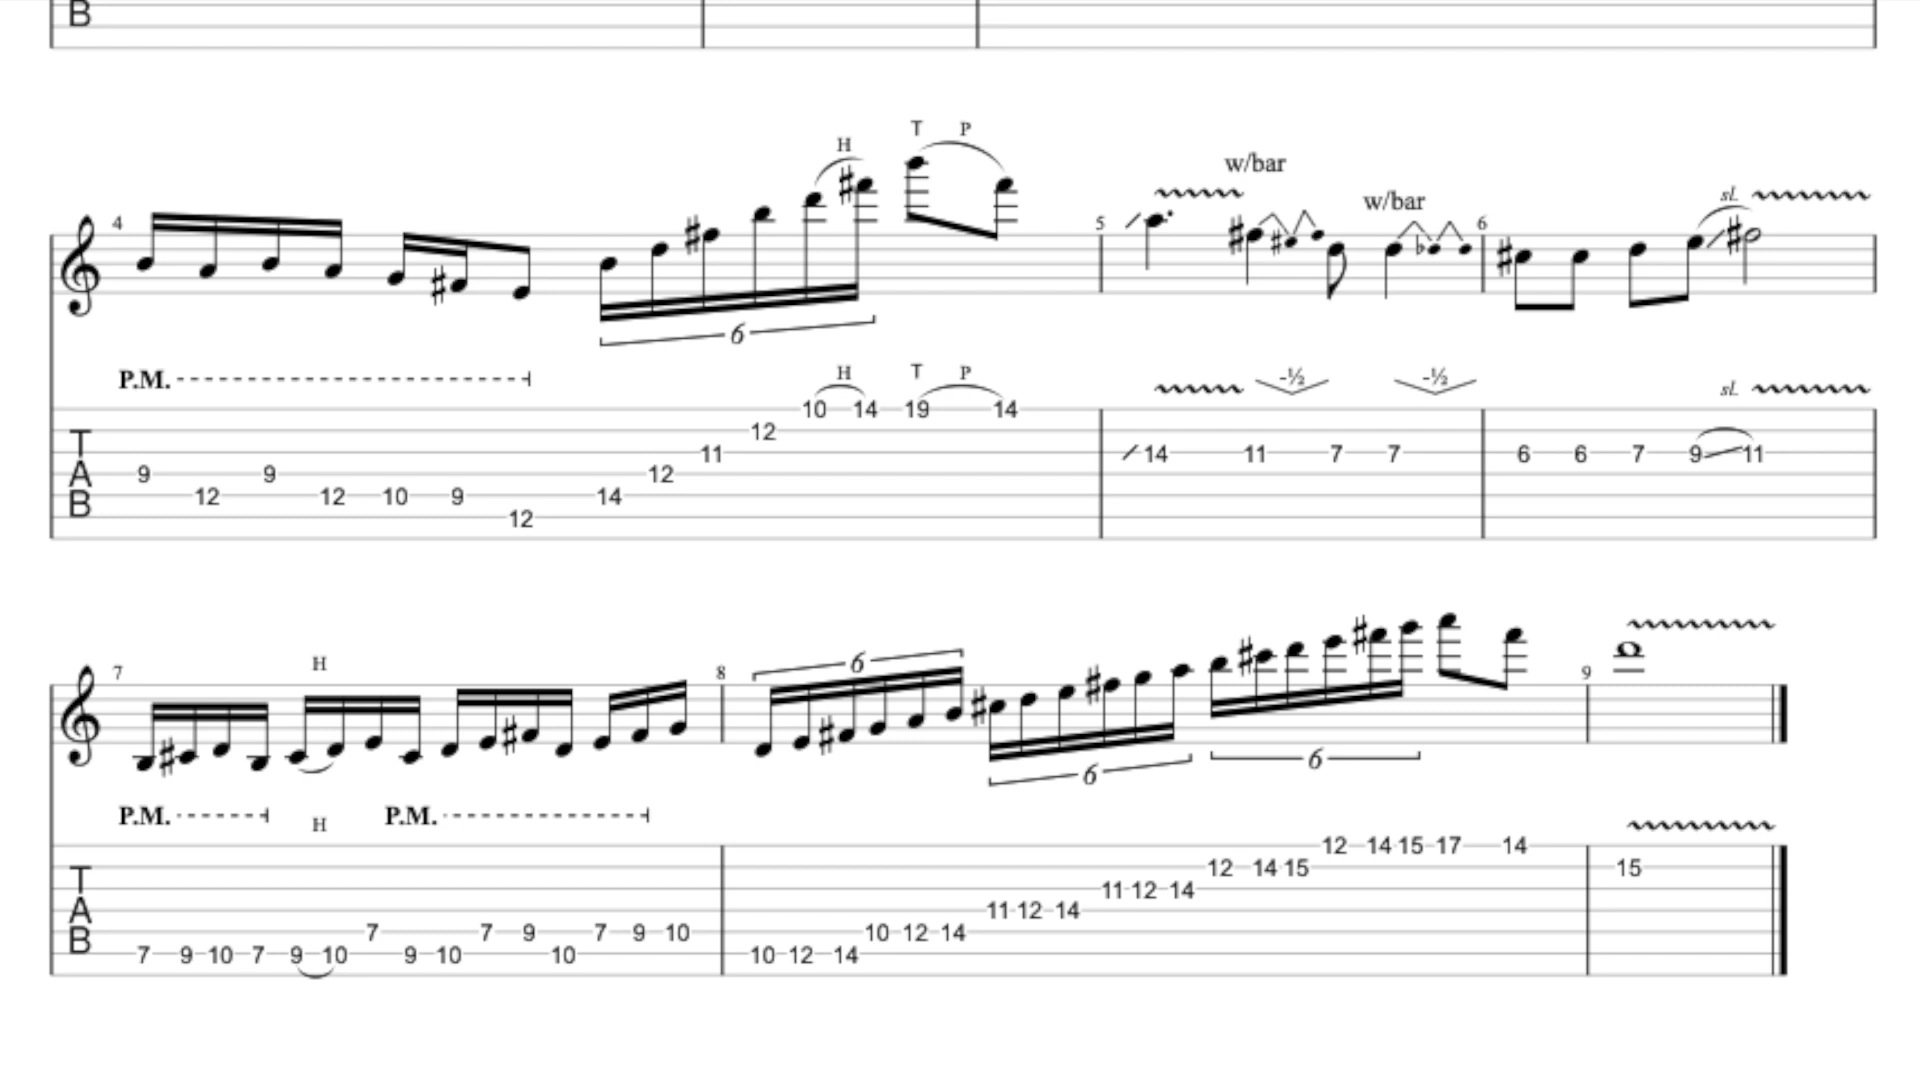 B
T P
H
w/bar
w/bar
sl.
4 5 6
6
P.M. H T P -½ -½ sl.
10 14 19 14
12
T 11 14 11 7 7 6 6 7 9 11
A 9 9 12
B 12 12 10 9 14
12
H 6
7 8 9
6 6
P.M. H P.M.
12 14 15 17 14
T 12 14 15 15
11 12 14
A 11 12 14
B 7 7 9 7 9 10 10 12 14
7 9 10 7 9 10 9 10 10 10 12 14